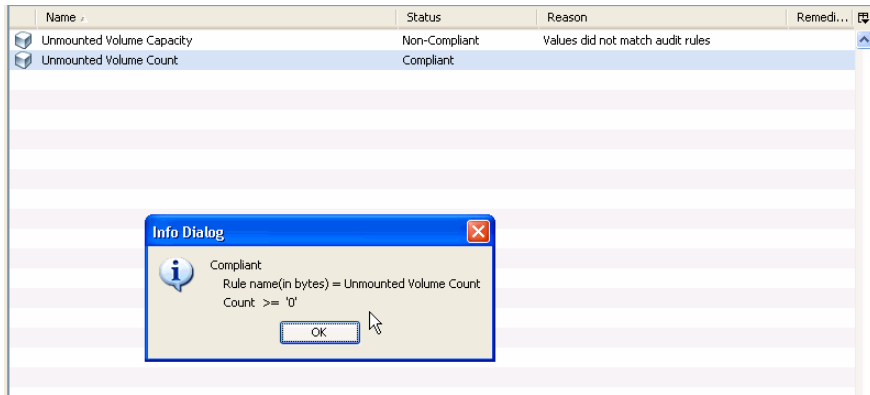 Name Status Reason Remedi...
Unmounted Volume Capacity Non-Compliant Values did not match audit rules
Unmounted Volume Count Compliant
Info Dialog
Compliant
Rule name(in bytes) = Unmounted Volume Count
Count >= '0'
OK